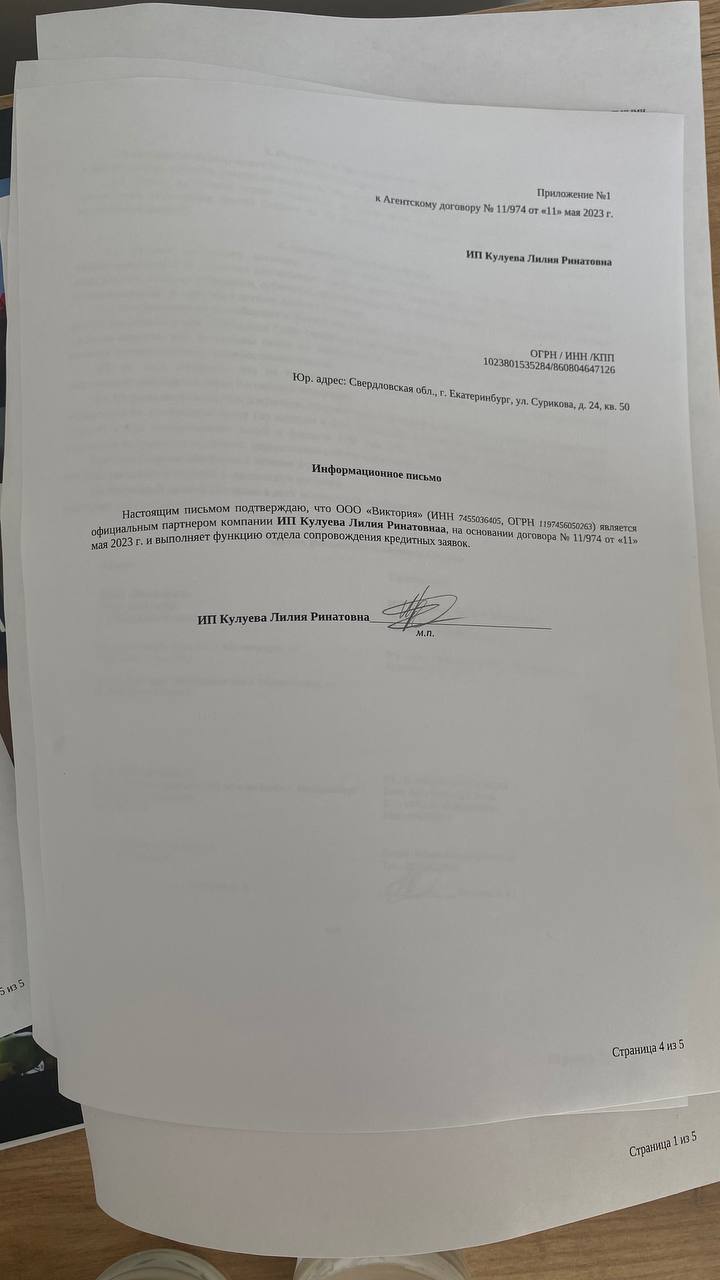 Приложение №1
к Агентскому договору № 11/974 от «11» мая 2023 г.
ИП Кулуева Лилия Ринатовна
ОГРН / ИНН /КПП
1023801535284/860804647126
Юр. адрес: Свердловская обл., г. Екатеринбург, ул. Сурикова, д. 24, кв. 50
Информационное письмо
Настоящим письмом подтверждаю, что ООО «Виктория» (ИНН 7455036405, ОГРН 1197456050263) является
официальным партнером компании ИП Кулуева Лилия Ринатовнаа, на основании договора № 11/974 от «11»
мая 2023 г. и выполняет функцию отдела сопровождения кредитных заявок.
ИП Кулуева Лилия Ринатовна
м.п.
5 из 5
Страница 4 из 5
Страница 1 из 5